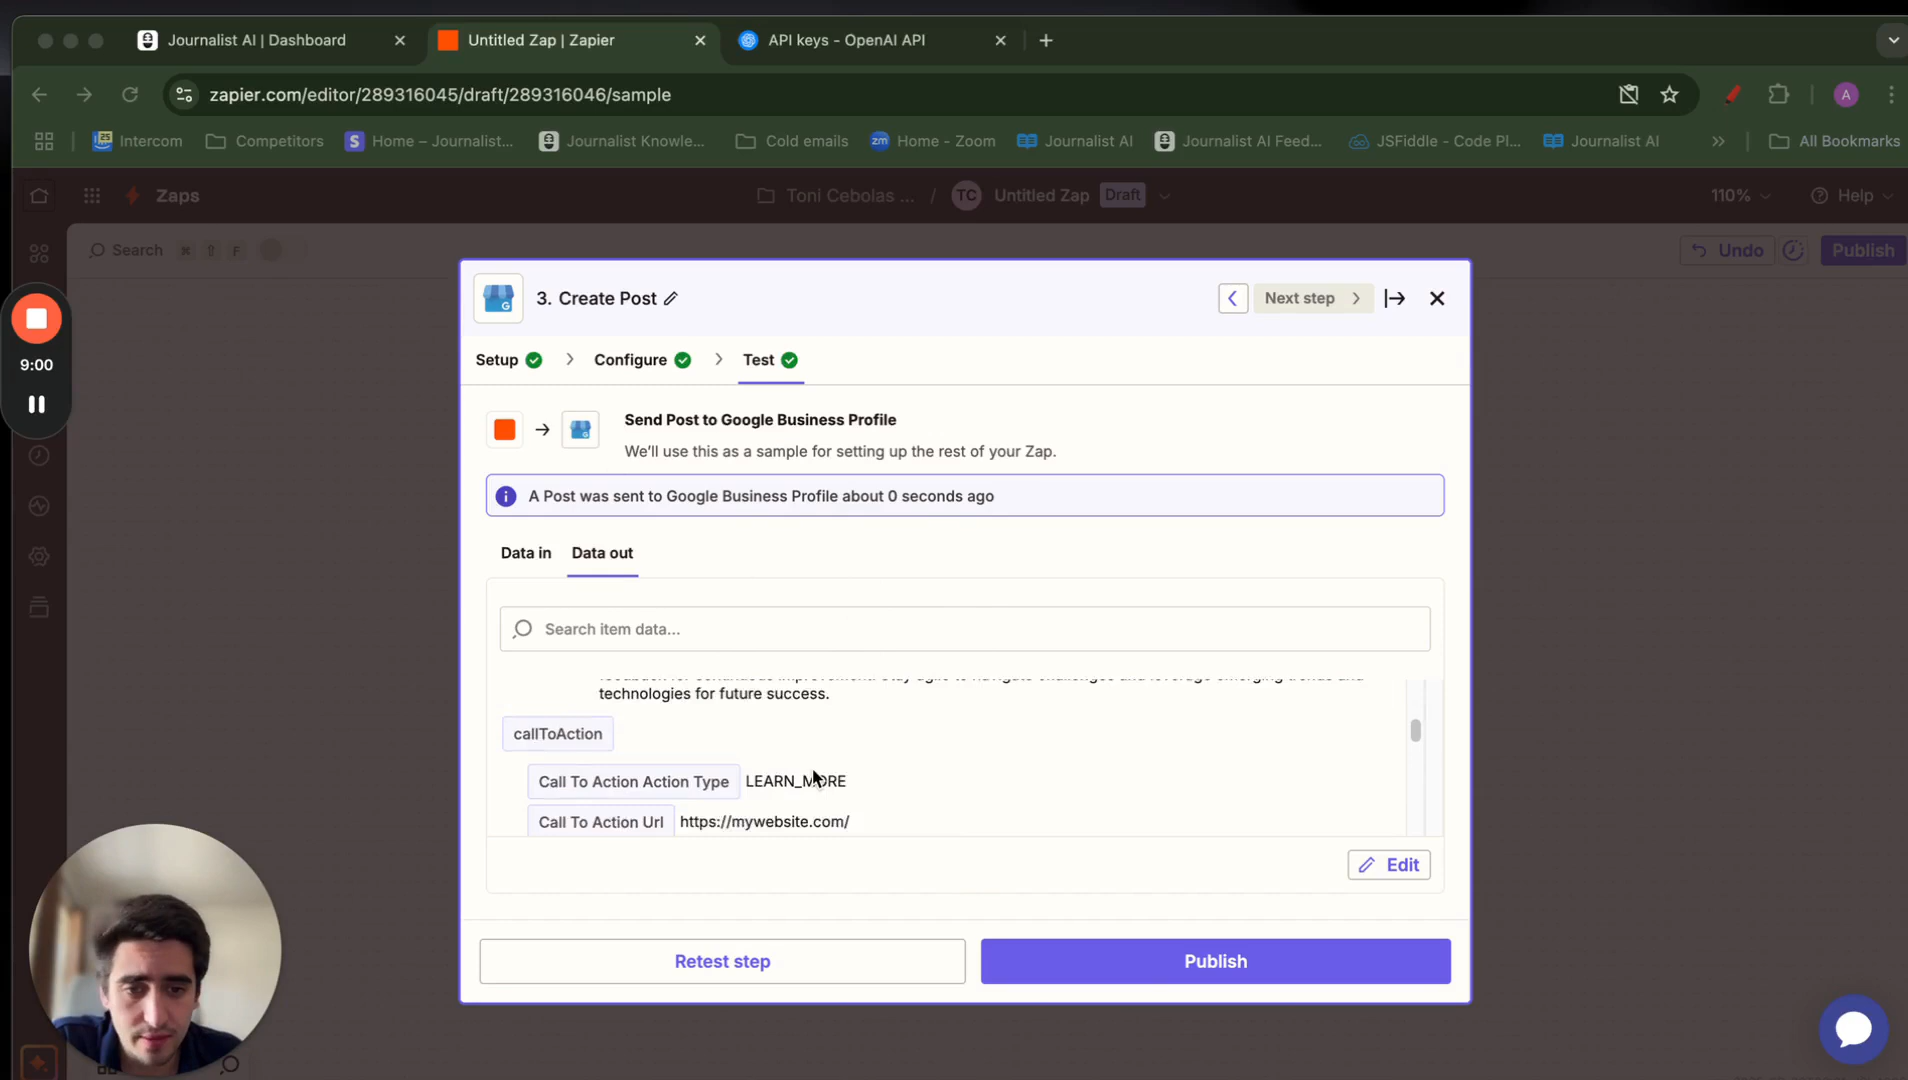 Journalist AI | Dashboard
Untitled Zap | Zapier
API keys - OpenAI API
zapier.com/editor/289316045/draft/289316046/sample
A
25
Intercom
Competitors
S
Home – Journalist...
Journalist Knowle...
Cold emails
zm
Home - Zoom
Journalist AI
Journalist AI Feed...
JSFiddle - Code Pl...
Journalist AI
All Bookmarks
Zaps
Toni Cebolas ...
/
TC
Untitled Zap
Draft
110%
Help
Search
F
Undo
Publish
9:00
G
3. Create Post
Next step
Setup
Configure
Test
Send Post to Google Business Profile
We'll use this as a sample for setting up the rest of your Zap.
A Post was sent to Google Business Profile about 0 seconds ago
Data in
Data out
Search item data...
technologies for future success.
callToAction
Call To Action Action Type
LEARN_MORE
Call To Action Url
https://mywebsite.com/
Edit
Retest step
Publish